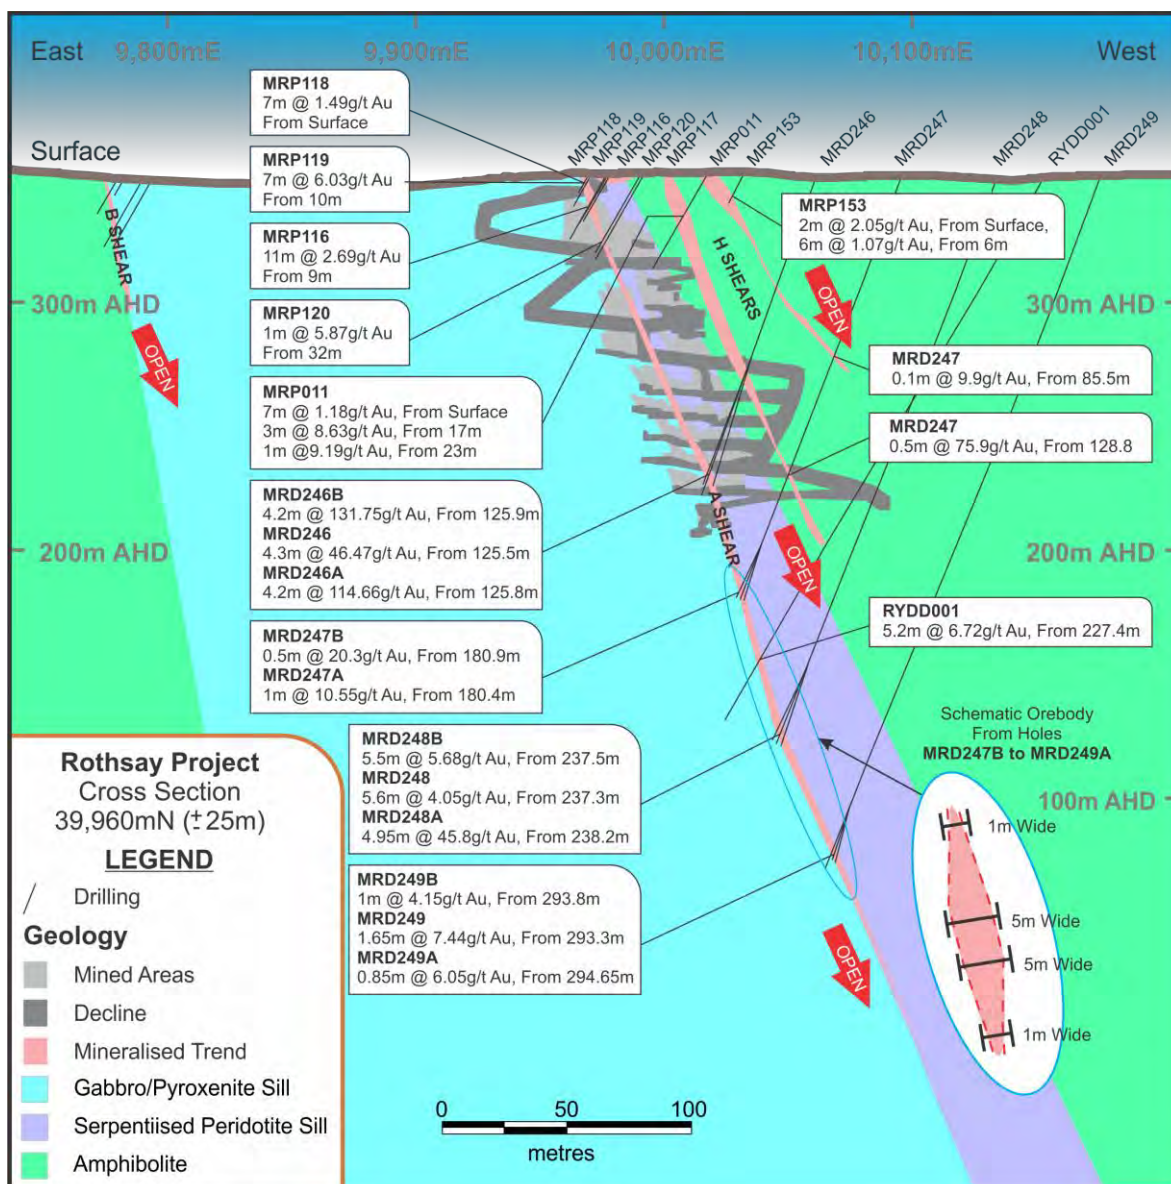 East
9,800mE
9,900mE
10,000mE
10,100mE
West
Surface
MRP118
MRP119
MRP116
MRP120
MRP117
MRP011
MRP153
MRD246
MRD247
MRD248
RYDD001
MRD249
MRP118
7m @ 1.49g/t Au
From Surface
MRP119
7m @ 6.03g/t Au
From 10m
MRP116
11m @ 2.69g/t Au
From 9m
MRP120
1m @ 5.87g/t Au
From 32m
MRP011
7m @ 1.18g/t Au, From Surface
3m @ 8.63g/t Au, From 17m
1m @9.19g/t Au, From 23m
MRD246B
4.2m @ 131.75g/t Au, From 125.9m
MRD246
4.3m @ 46.47g/t Au, From 125.5m
MRD246A
4.2m @ 114.66g/t Au, From 125.8m
MRD247B
0.5m @ 20.3g/t Au, From 180.9m
MRD247A
1m @ 10.55g/t Au, From 180.4m
MRD248B
5.5m @ 5.68g/t Au, From 237.5m
MRD248
5.6m @ 4.05g/t Au, From 237.3m
MRD248A
4.95m @ 45.8g/t Au, From 238.2m
MRD249B
1m @ 4.15g/t Au, From 293.8m
MRD249
1.65m @ 7.44g/t Au, From 293.3m
MRD249A
0.85m @ 6.05g/t Au, From 294.65m
MRP153
2m @ 2.05g/t Au, From Surface,
6m @ 1.07g/t Au, From 6m
MRD247
0.1m @ 9.9g/t Au, From 85.5m
MRD247
0.5m @ 75.9g/t Au, From 128.8
RYDD001
5.2m @ 6.72g/t Au, From 227.4m
B SHEAR
H SHEARS
A SHEAR
OPEN
OPEN
OPEN
OPEN
300m AHD
300m AHD
200m AHD
200m AHD
100m AHD
Schematic Orebody
From Holes
MRD247B to MRD249A
1m Wide
5m Wide
5m Wide
1m Wide
Rothsay Project
Cross Section
39,960mN (± 25m)
LEGEND
Drilling
Geology
Mined Areas
Decline
Mineralised Trend
Gabbro/Pyroxenite Sill
Serpentiised Peridotite Sill
Amphibolite
0 50 100
metres